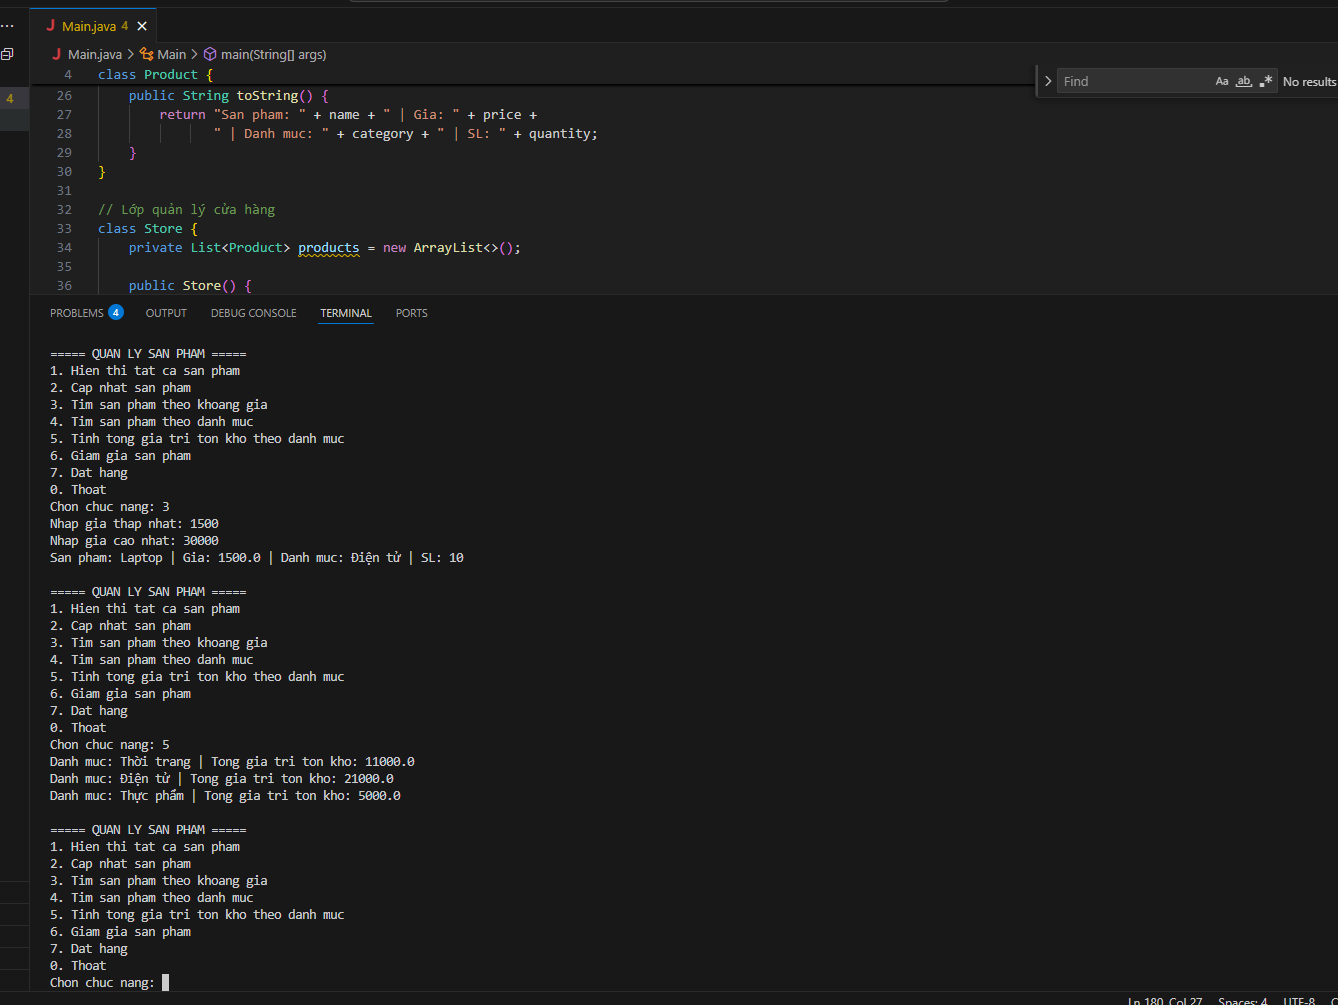 Main.java 4
Main.java > Main > main(String[] args)
4 class Product {
Find Aa ab .* No results
4
26 public String toString() {
27 return "San pham: " + name + " | Gia: " + price +
28 " | Danh muc: " + category + " | SL: " + quantity;
29 }
30 }
31
32 // Lớp quản lý cửa hàng
33 class Store {
34 private List<Product> products = new ArrayList<>();
35
36 public Store() {
PROBLEMS 4 OUTPUT DEBUG CONSOLE TERMINAL PORTS
===== QUAN LY SAN PHAM =====
1. Hien thi tat ca san pham
2. Cap nhat san pham
3. Tim san pham theo khoang gia
4. Tim san pham theo danh muc
5. Tinh tong gia tri ton kho theo danh muc
6. Giam gia san pham
7. Dat hang
0. Thoat
Chon chuc nang: 3
Nhap gia thap nhat: 1500
Nhap gia cao nhat: 30000
San pham: Laptop | Gia: 1500.0 | Danh muc: Điện tử | SL: 10
===== QUAN LY SAN PHAM =====
1. Hien thi tat ca san pham
2. Cap nhat san pham
3. Tim san pham theo khoang gia
4. Tim san pham theo danh muc
5. Tinh tong gia tri ton kho theo danh muc
6. Giam gia san pham
7. Dat hang
0. Thoat
Chon chuc nang: 5
Danh muc: Thời trang | Tong gia tri ton kho: 11000.0
Danh muc: Điện tử | Tong gia tri ton kho: 21000.0
Danh muc: Thực phẩm | Tong gia tri ton kho: 5000.0
===== QUAN LY SAN PHAM =====
1. Hien thi tat ca san pham
2. Cap nhat san pham
3. Tim san pham theo khoang gia
4. Tim san pham theo danh muc
5. Tinh tong gia tri ton kho theo danh muc
6. Giam gia san pham
7. Dat hang
0. Thoat
Chon chuc nang:
Ln 180, Col 27 Spaces: 4 UTF-8